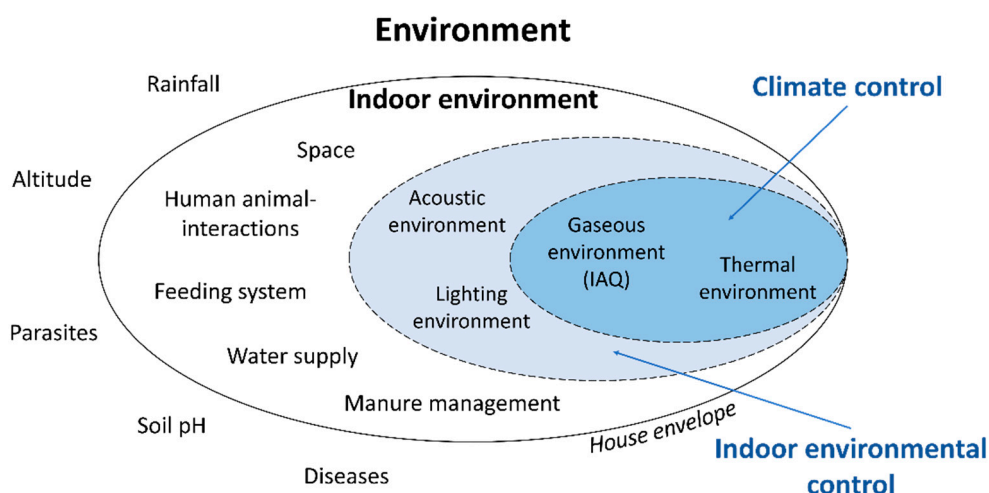 Environment
Rainfall
Indoor environment
Climate control
Space
Altitude
Human animal-
interactions
Acoustic
environment
Gaseous
environment
(IAQ)
Thermal
environment
Feeding system
Lighting
environment
Parasites
Water supply
Manure management
Soil pH
House envelope
Diseases
Indoor environmental
control